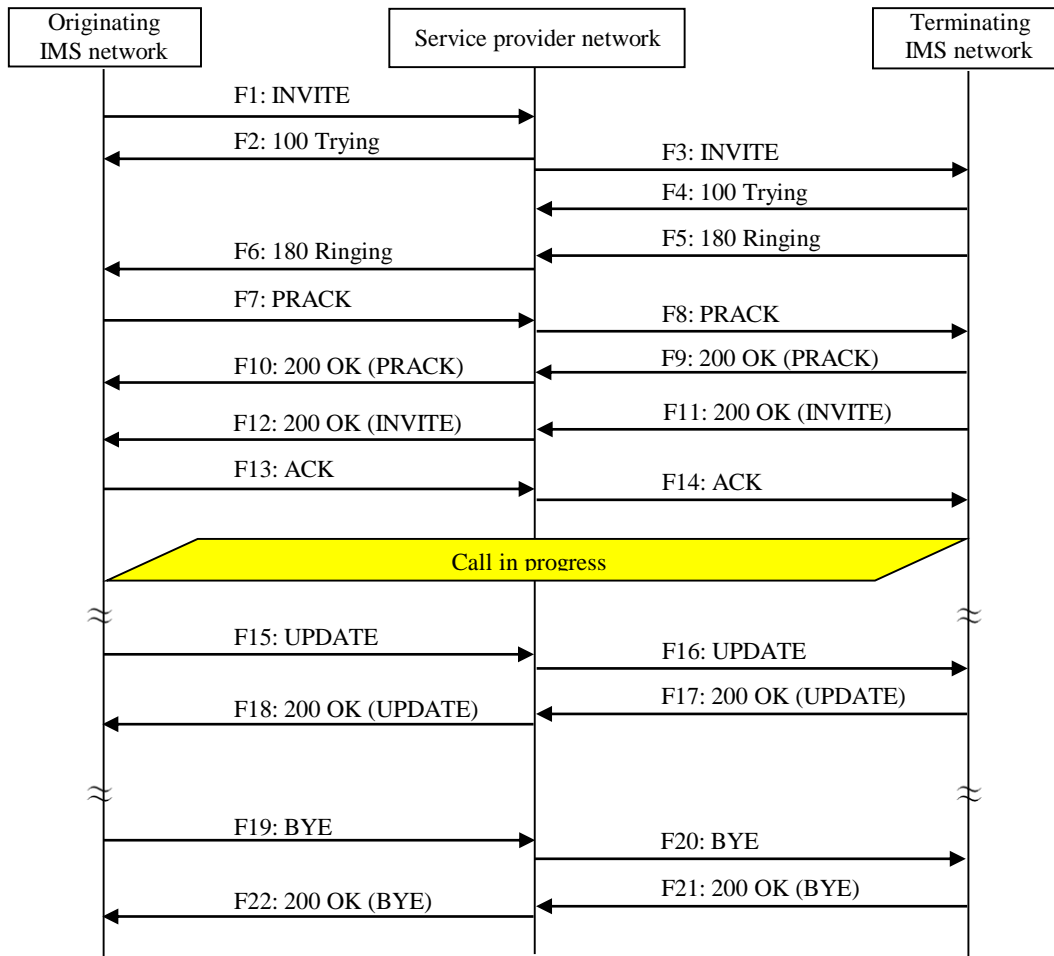 Originating
IMS network
Service provider network
Terminating
IMS network
F1: INVITE
F2: 100 Trying
F3: INVITE
F4: 100 Trying
F5: 180 Ringing
F6: 180 Ringing
F7: PRACK
F8: PRACK
F9: 200 OK (PRACK)
F10: 200 OK (PRACK)
F11: 200 OK (INVITE)
F12: 200 OK (INVITE)
F13: ACK
F14: ACK
Call in progress
F15: UPDATE
F16: UPDATE
F17: 200 OK (UPDATE)
F18: 200 OK (UPDATE)
F19: BYE
F20: BYE
F21: 200 OK (BYE)
F22: 200 OK (BYE)